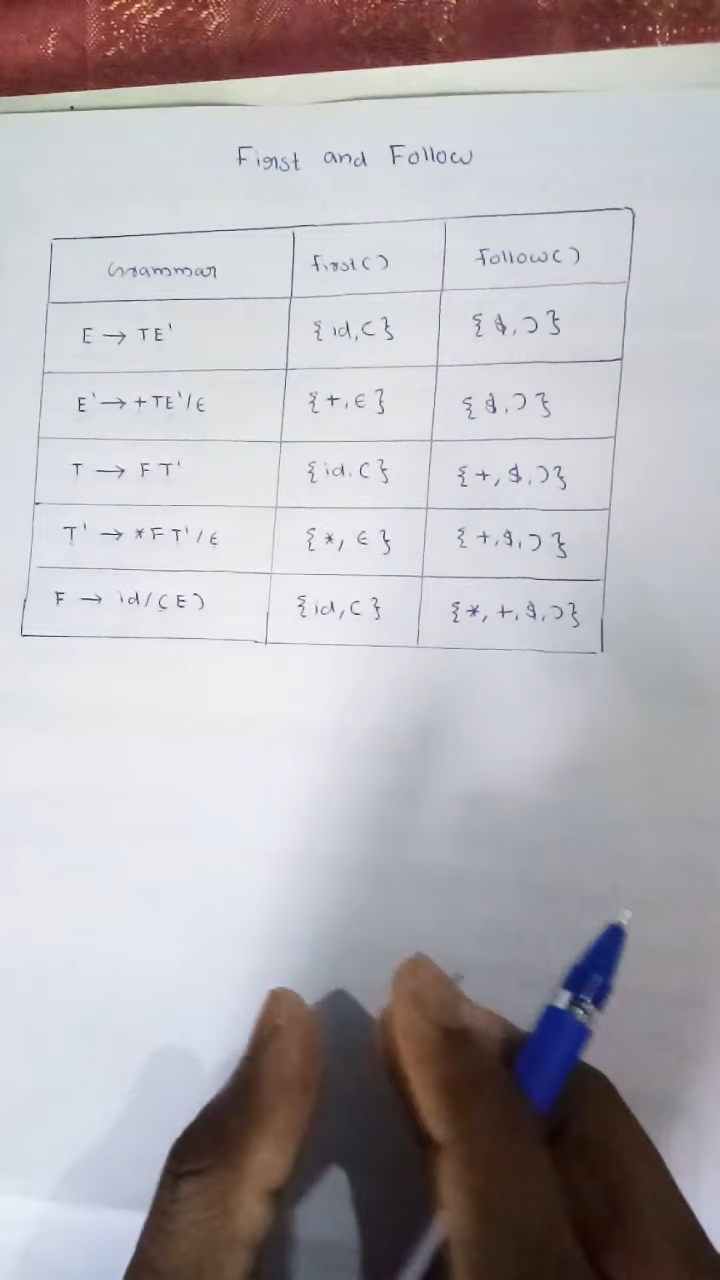 First and Follow
Grammar first() follow()
E → TE' {id, (} {$, )}
E' → +TE'/ε {+, ε} {$, )}
T → FT' {id, (} {+, $, )}
T' → *FT'/ε {*, ε} {+, $, )}
F → id/(E) {id, (} {*, +, $, )}